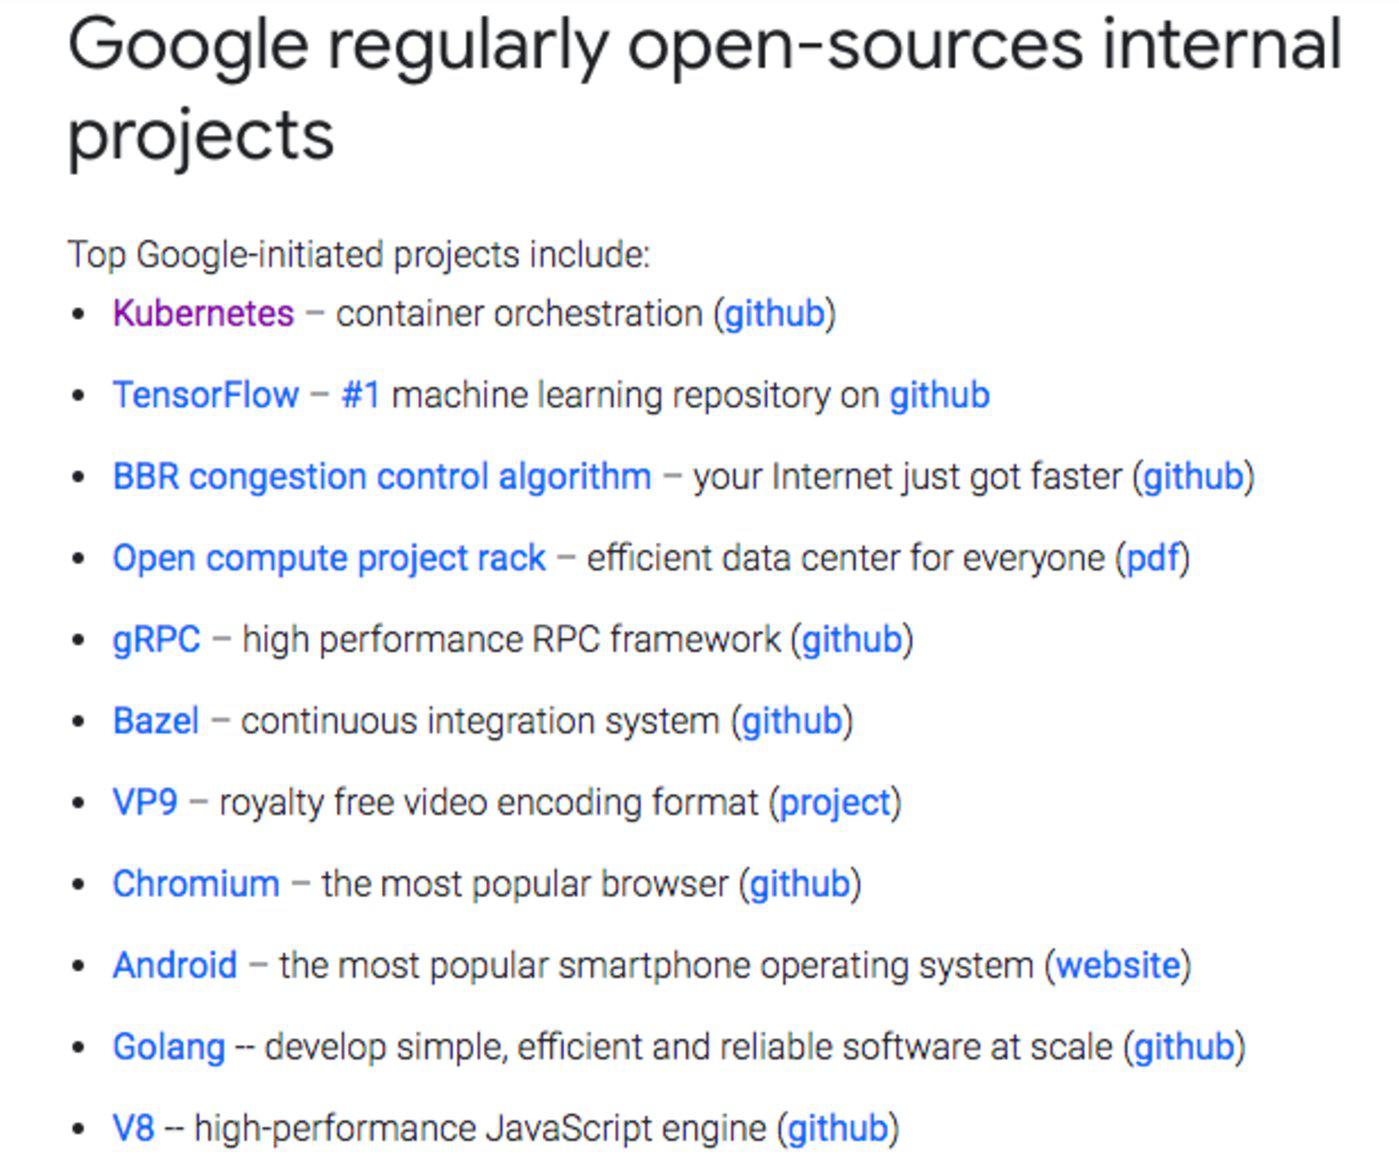 Google regularly open-sources internal
projects
Top Google-initiated projects include:
• Kubernetes – container orchestration (github)
• TensorFlow – #1 machine learning repository on github
• BBR congestion control algorithm – your Internet just got faster (github)
• Open compute project rack – efficient data center for everyone (pdf)
• gRPC – high performance RPC framework (github)
• Bazel – continuous integration system (github)
• VP9 – royalty free video encoding format (project)
• Chromium – the most popular browser (github)
• Android – the most popular smartphone operating system (website)
• Golang -- develop simple, efficient and reliable software at scale (github)
• V8 -- high-performance JavaScript engine (github)